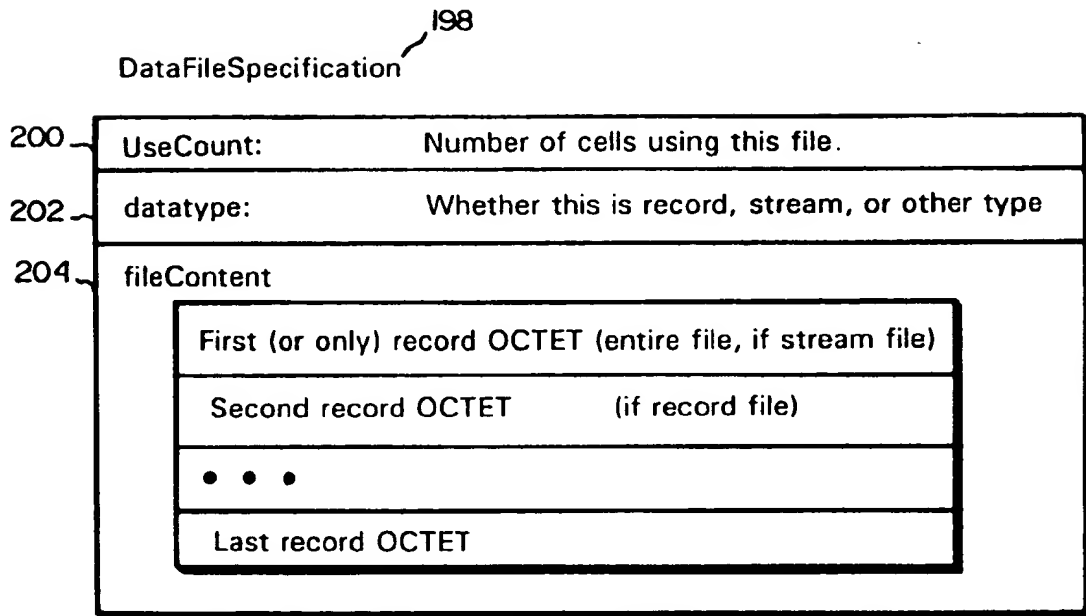 198
DataFileSpecification
200 UseCount: Number of cells using this file.
202 datatype: Whether this is record, stream, or other type
204 fileContent
First (or only) record OCTET (entire file, if stream file)
Second record OCTET (if record file)
• • •
Last record OCTET